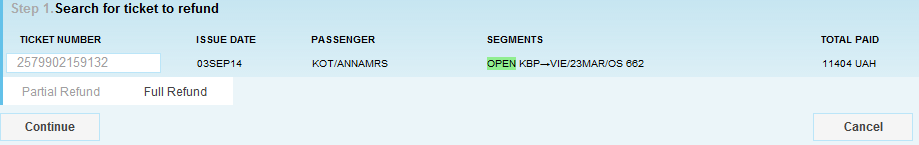 Step 1. Search for ticket to refund
TICKET NUMBER ISSUE DATE PASSENGER SEGMENTS TOTAL PAID
2579902159132 03SEP14 KOT/ANNAMRS OPEN KBP→VIE/23MAR/OS 662 11404 UAH
Partial Refund Full Refund
Continue Cancel